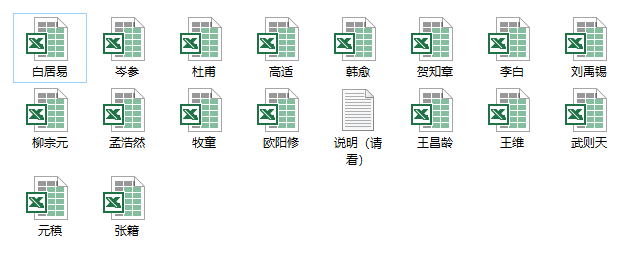 白居易 岑参 杜甫 高适 韩愈 贺知章 李白 刘禹锡
柳宗元 孟浩然 牧童 欧阳修 说明（请 王昌龄 王维 武则天
看）
元稹 张籍